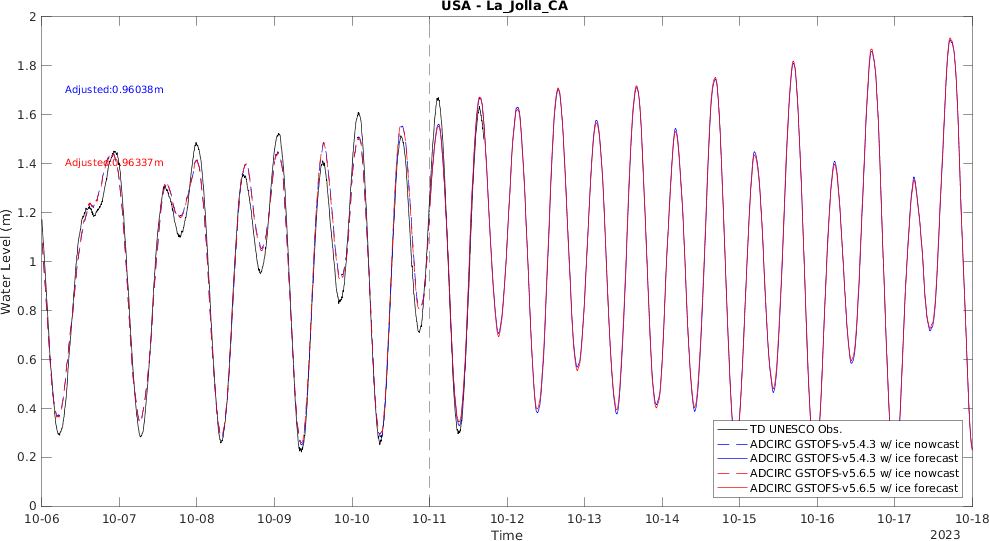 USA - La_Jolla_CA
2
1.8
1.6
1.4
1.2
1
0.8
0.6
0.4
0.2
0
Water Level (m)
Adjusted:0.96038m
Adjusted:0.96337m
TD UNESCO Obs.
ADCIRC GSTOFS-v5.4.3 w/ ice nowcast
ADCIRC GSTOFS-v5.4.3 w/ ice forecast
ADCIRC GSTOFS-v5.6.5 w/ ice nowcast
ADCIRC GSTOFS-v5.6.5 w/ ice forecast
10-06 10-07 10-08 10-09 10-10 10-11 10-12 10-13 10-14 10-15 10-16 10-17 10-18
Time
2023